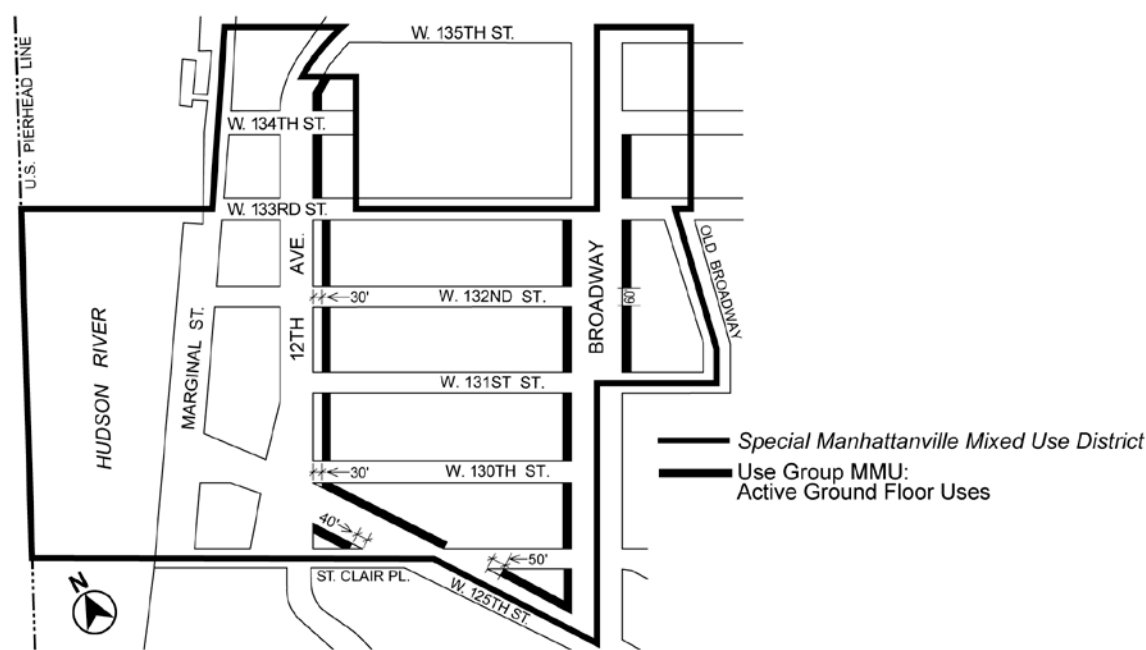 W. 135TH ST.
U.S. PIERHEAD LINE
W. 134TH ST.
W. 133RD ST.
OLD BROADWAY
HUDSON RIVER
MARGINAL ST.
12TH AVE.
BROADWAY
30'
W. 132ND ST.
60'
W. 131ST ST.
Special Manhattanville Mixed Use District
Use Group MMU:
Active Ground Floor Uses
30'
W. 130TH ST.
40'
50'
ST. CLAIR PL.
W. 125TH ST.
N